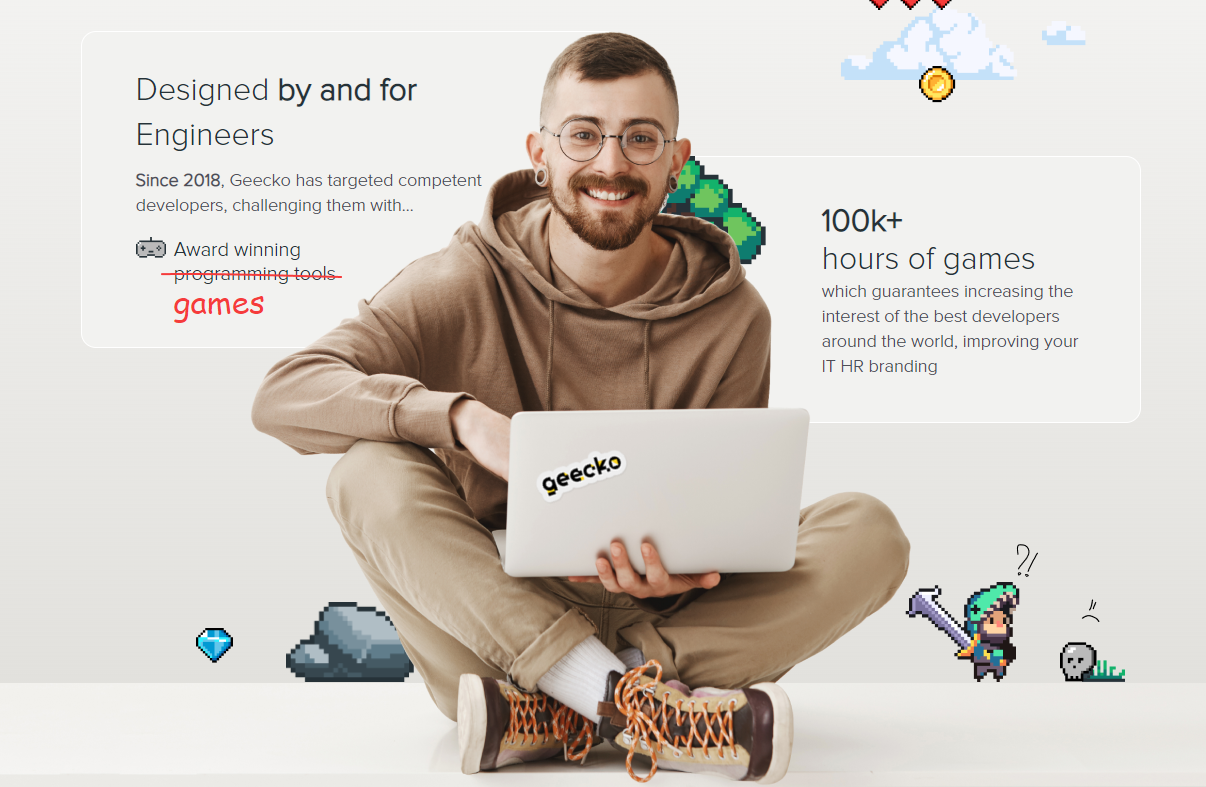 Designed by and for
Engineers
Since 2018, Geecko has targeted competent
developers, challenging them with...
Award winning
programming tools
games
100k+
hours of games
which guarantees increasing the
interest of the best developers
around the world, improving your
IT HR branding
geecko
?!